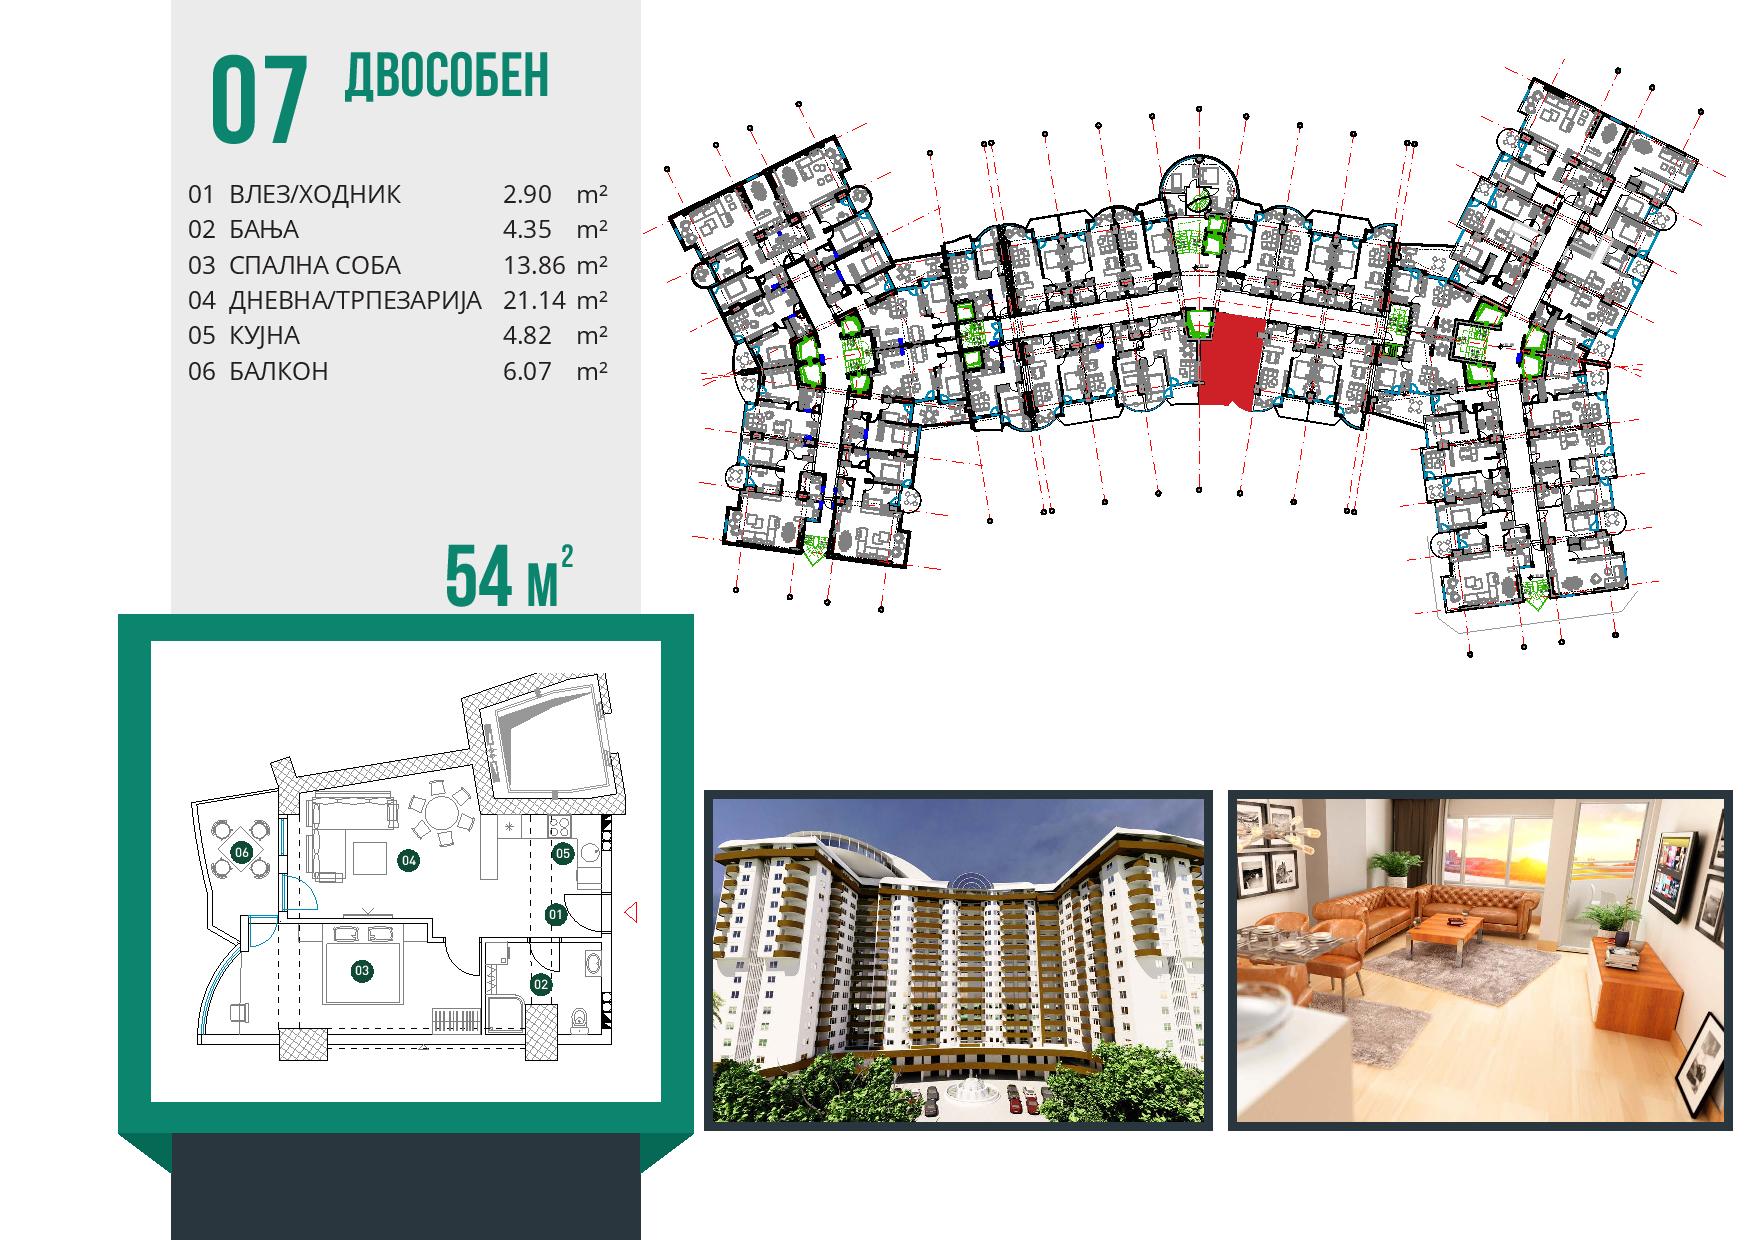 07 ДВОСОБЕН
01 ВЛЕЗ/ХОДНИК 2.90 m²
02 БАЊА 4.35 m²
03 СПАЛНА СОБА 13.86 m²
04 ДНЕВНА/ТРПЕЗАРИЈА 21.14 m²
05 КУЈНА 4.82 m²
06 БАЛКОН 6.07 m²
54 М²
06
04
05
01
03
02